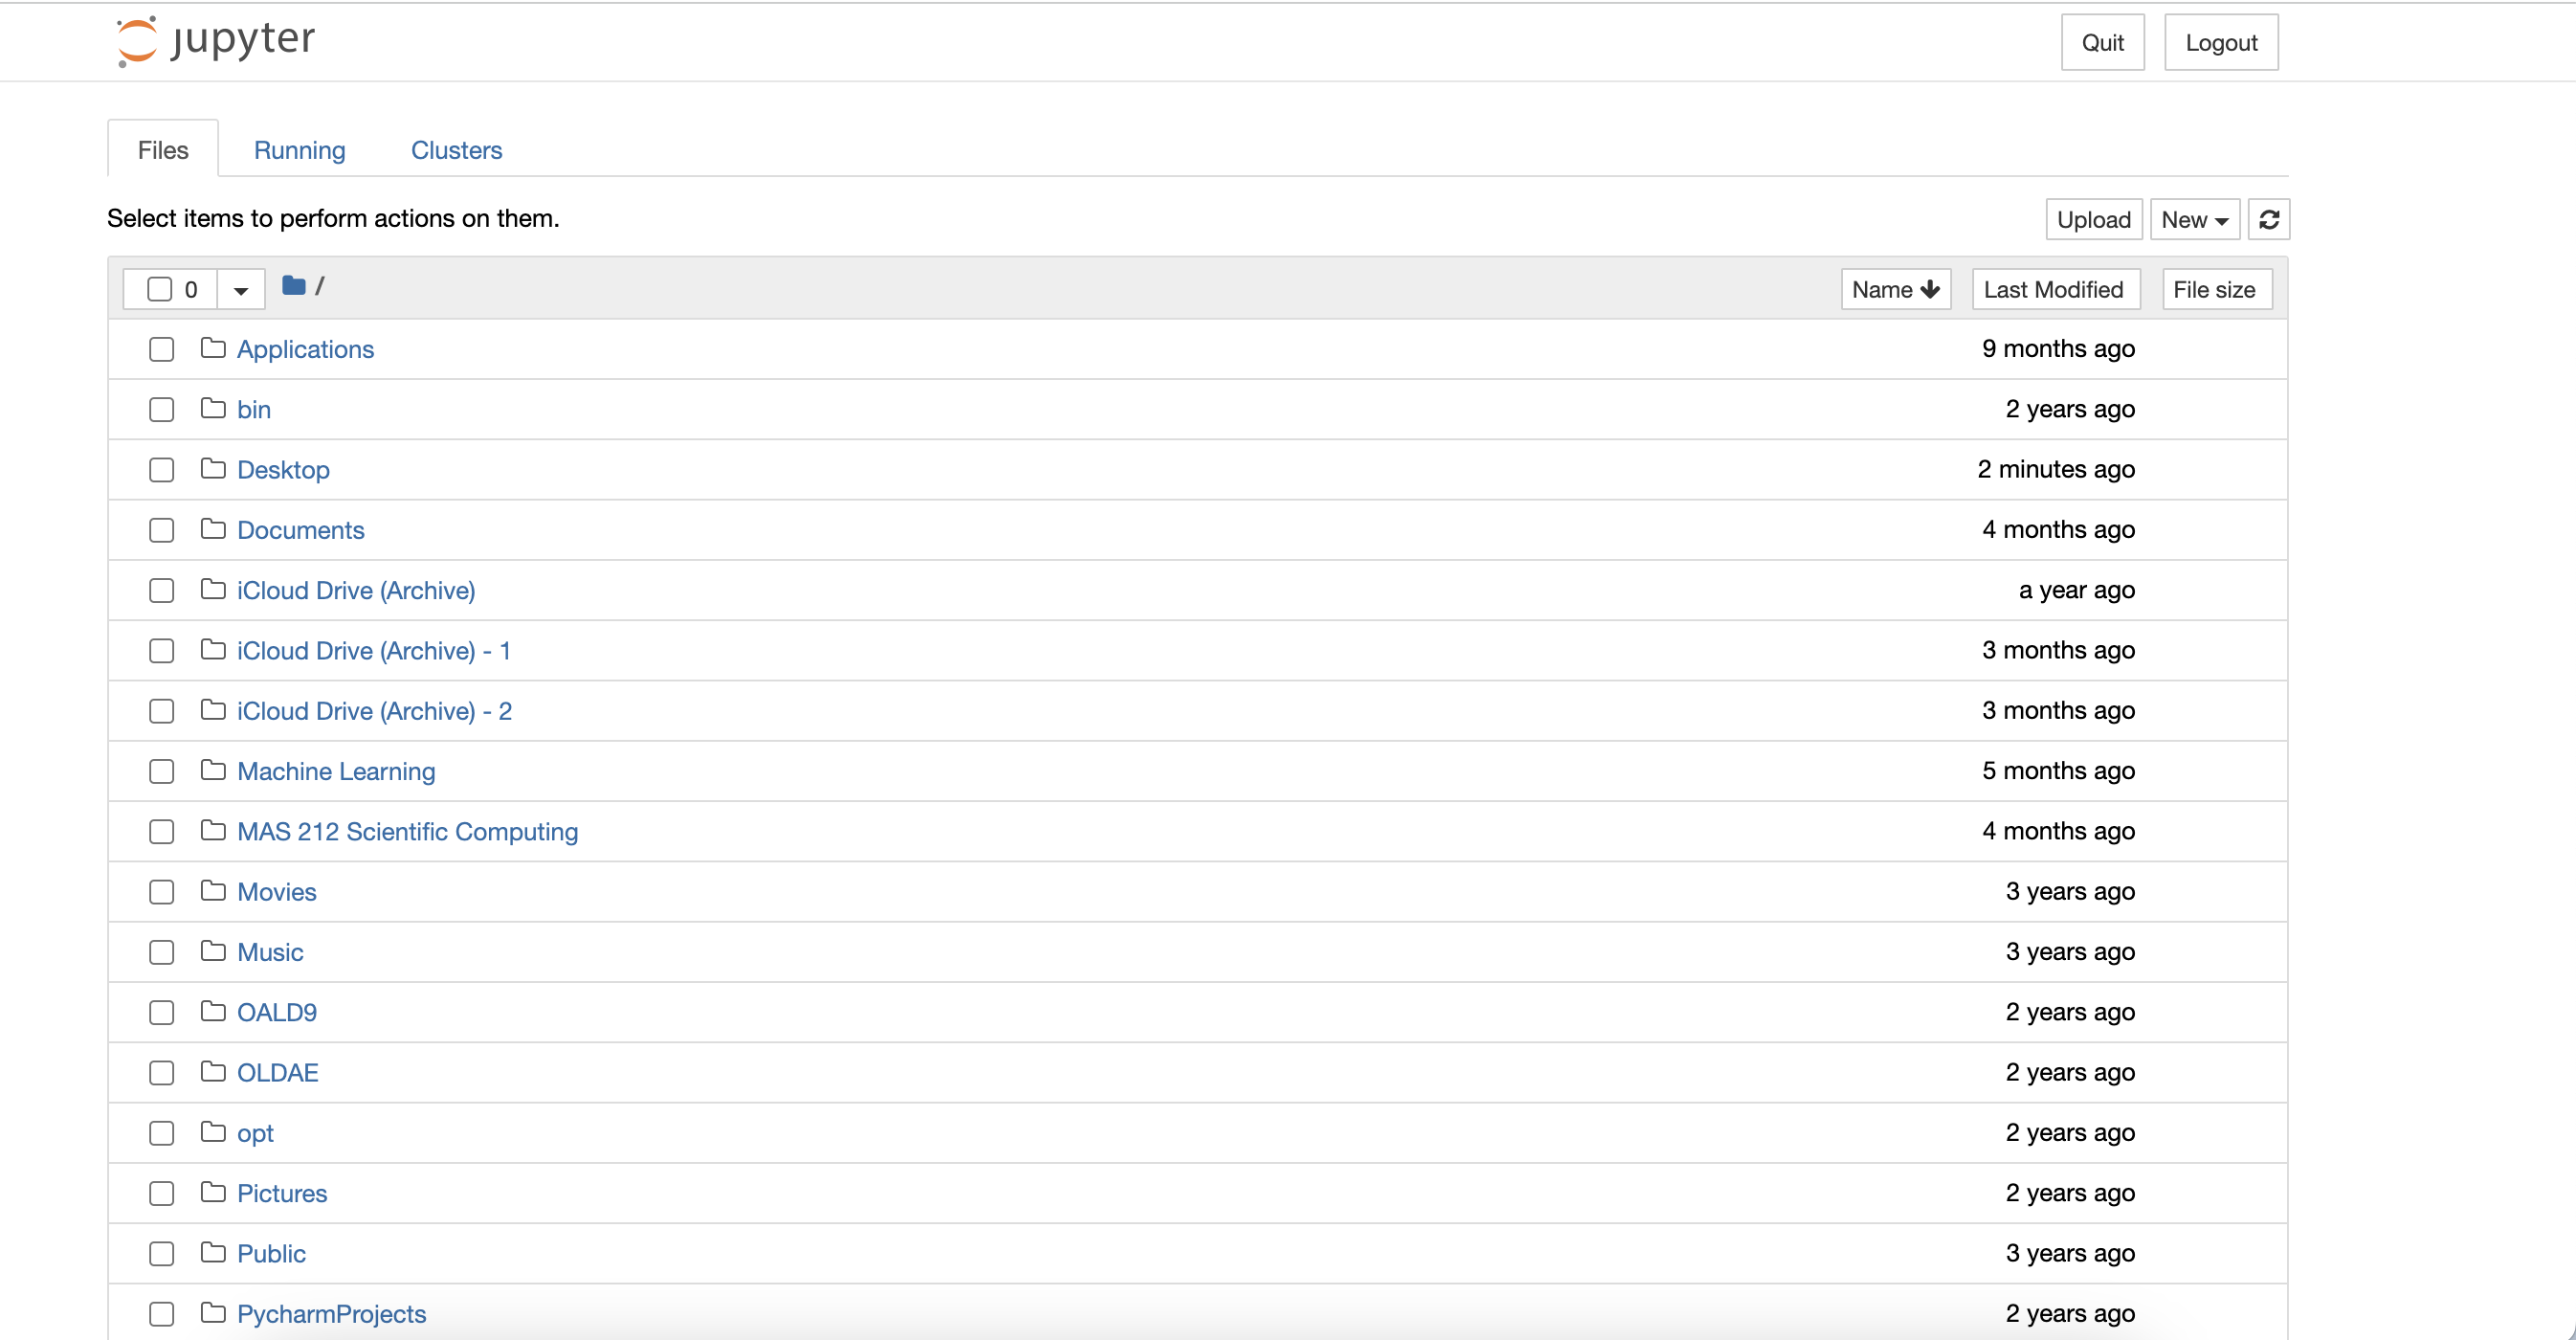 jupyter Quit Logout
Files Running Clusters
Select items to perform actions on them. Upload New
0 / Name Last Modified File size
Applications 9 months ago
bin 2 years ago
Desktop 2 minutes ago
Documents 4 months ago
iCloud Drive (Archive) a year ago
iCloud Drive (Archive) - 1 3 months ago
iCloud Drive (Archive) - 2 3 months ago
Machine Learning 5 months ago
MAS 212 Scientific Computing 4 months ago
Movies 3 years ago
Music 3 years ago
OALD9 2 years ago
OLDAE 2 years ago
opt 2 years ago
Pictures 2 years ago
Public 3 years ago
PycharmProjects 2 years ago